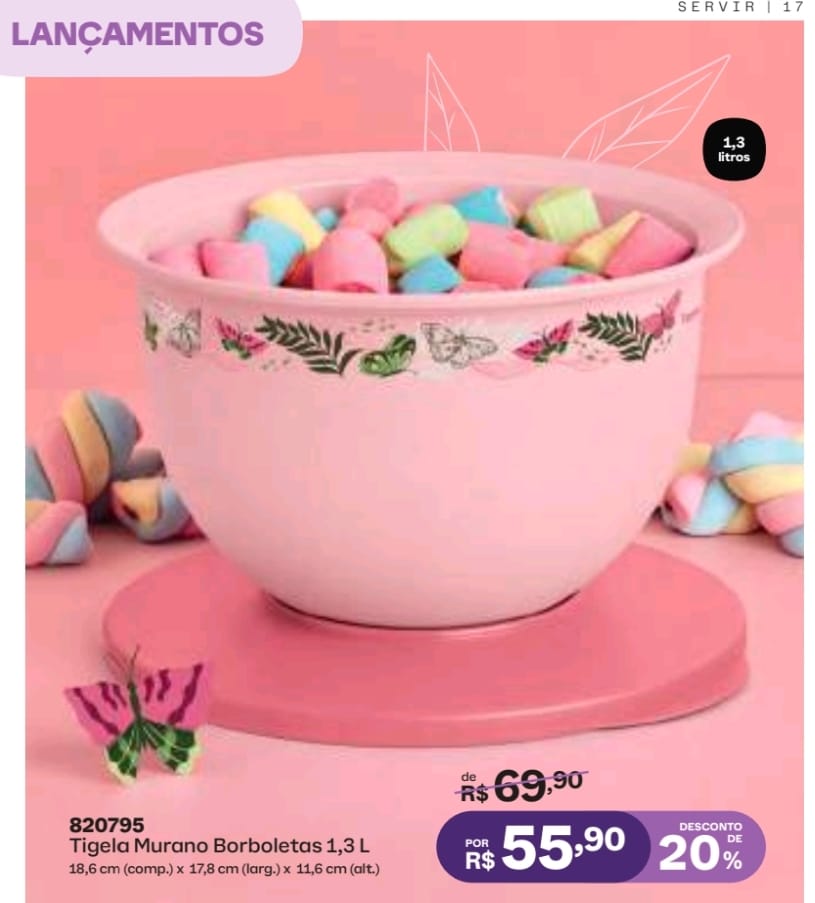 SERVIR | 17
LANÇAMENTOS
1,3
litros
de
R$ 69,90
820795
Tigela Murano Borboletas 1,3 L
18,6 cm (comp.) x 17,8 cm (larg.) x 11,6 cm (alt.)
POR
R$ 55,90
DESCONTO
DE
20%